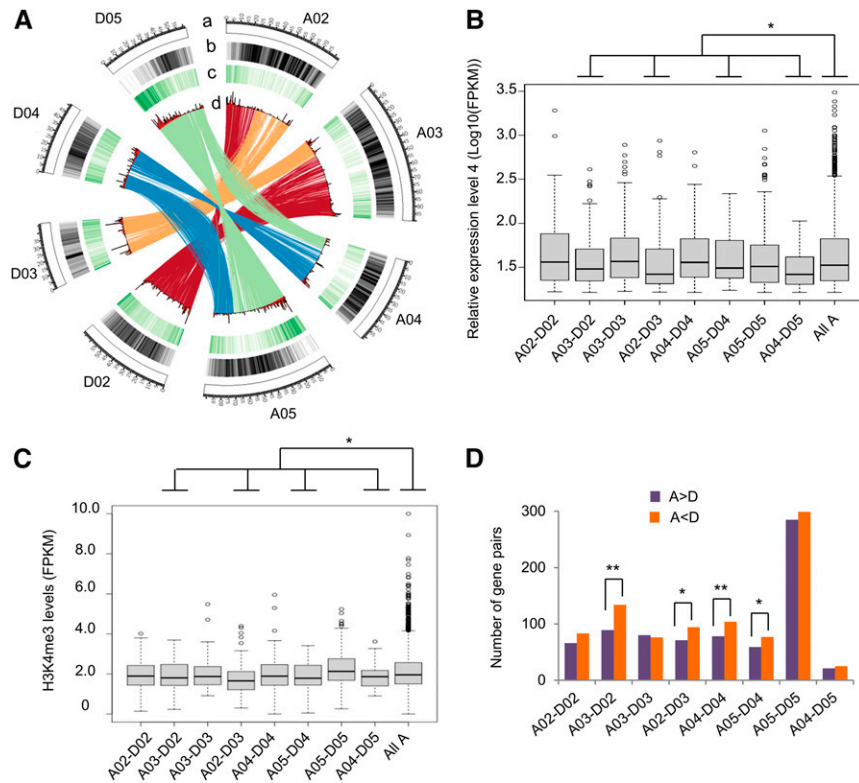 A
D05
a
A02
b
c
d
D04
A03
D03
A04
D02
A05
B
*
Relative expression level 4 (Log10(FPKM))
3.5
3.0
2.5
2.0
1.5
A02-D02
A03-D02
A03-D03
A02-D03
A04-D04
A05-D04
A05-D05
A04-D05
All A
C
*
H3K4me3 levels (FPKM)
10.0
8.0
6.0
4.0
2.0
0
A02-D02
A03-D02
A03-D03
A02-D03
A04-D04
A05-D04
A05-D05
A04-D05
All A
D
A>D
A<D
Number of gene pairs
300
200
100
0
**
*
**
*
A02-D02
A03-D02
A03-D03
A02-D03
A04-D04
A05-D04
A05-D05
A04-D05